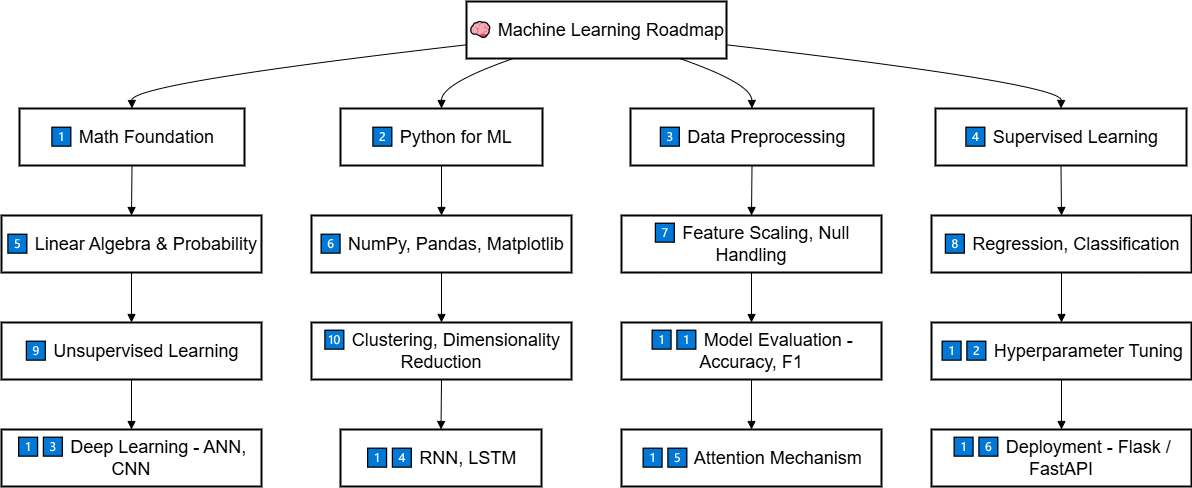 🧠 Machine Learning Roadmap
1️⃣ Math Foundation
2️⃣ Python for ML
3️⃣ Data Preprocessing
4️⃣ Supervised Learning
5️⃣ Linear Algebra & Probability
6️⃣ NumPy, Pandas, Matplotlib
7️⃣ Feature Scaling, Null
Handling
8️⃣ Regression, Classification
9️⃣ Unsupervised Learning
🔟 Clustering, Dimensionality
Reduction
1️⃣1️⃣ Model Evaluation -
Accuracy, F1
1️⃣2️⃣ Hyperparameter Tuning
1️⃣3️⃣ Deep Learning - ANN,
CNN
1️⃣4️⃣ RNN, LSTM
1️⃣5️⃣ Attention Mechanism
1️⃣6️⃣ Deployment - Flask /
FastAPI